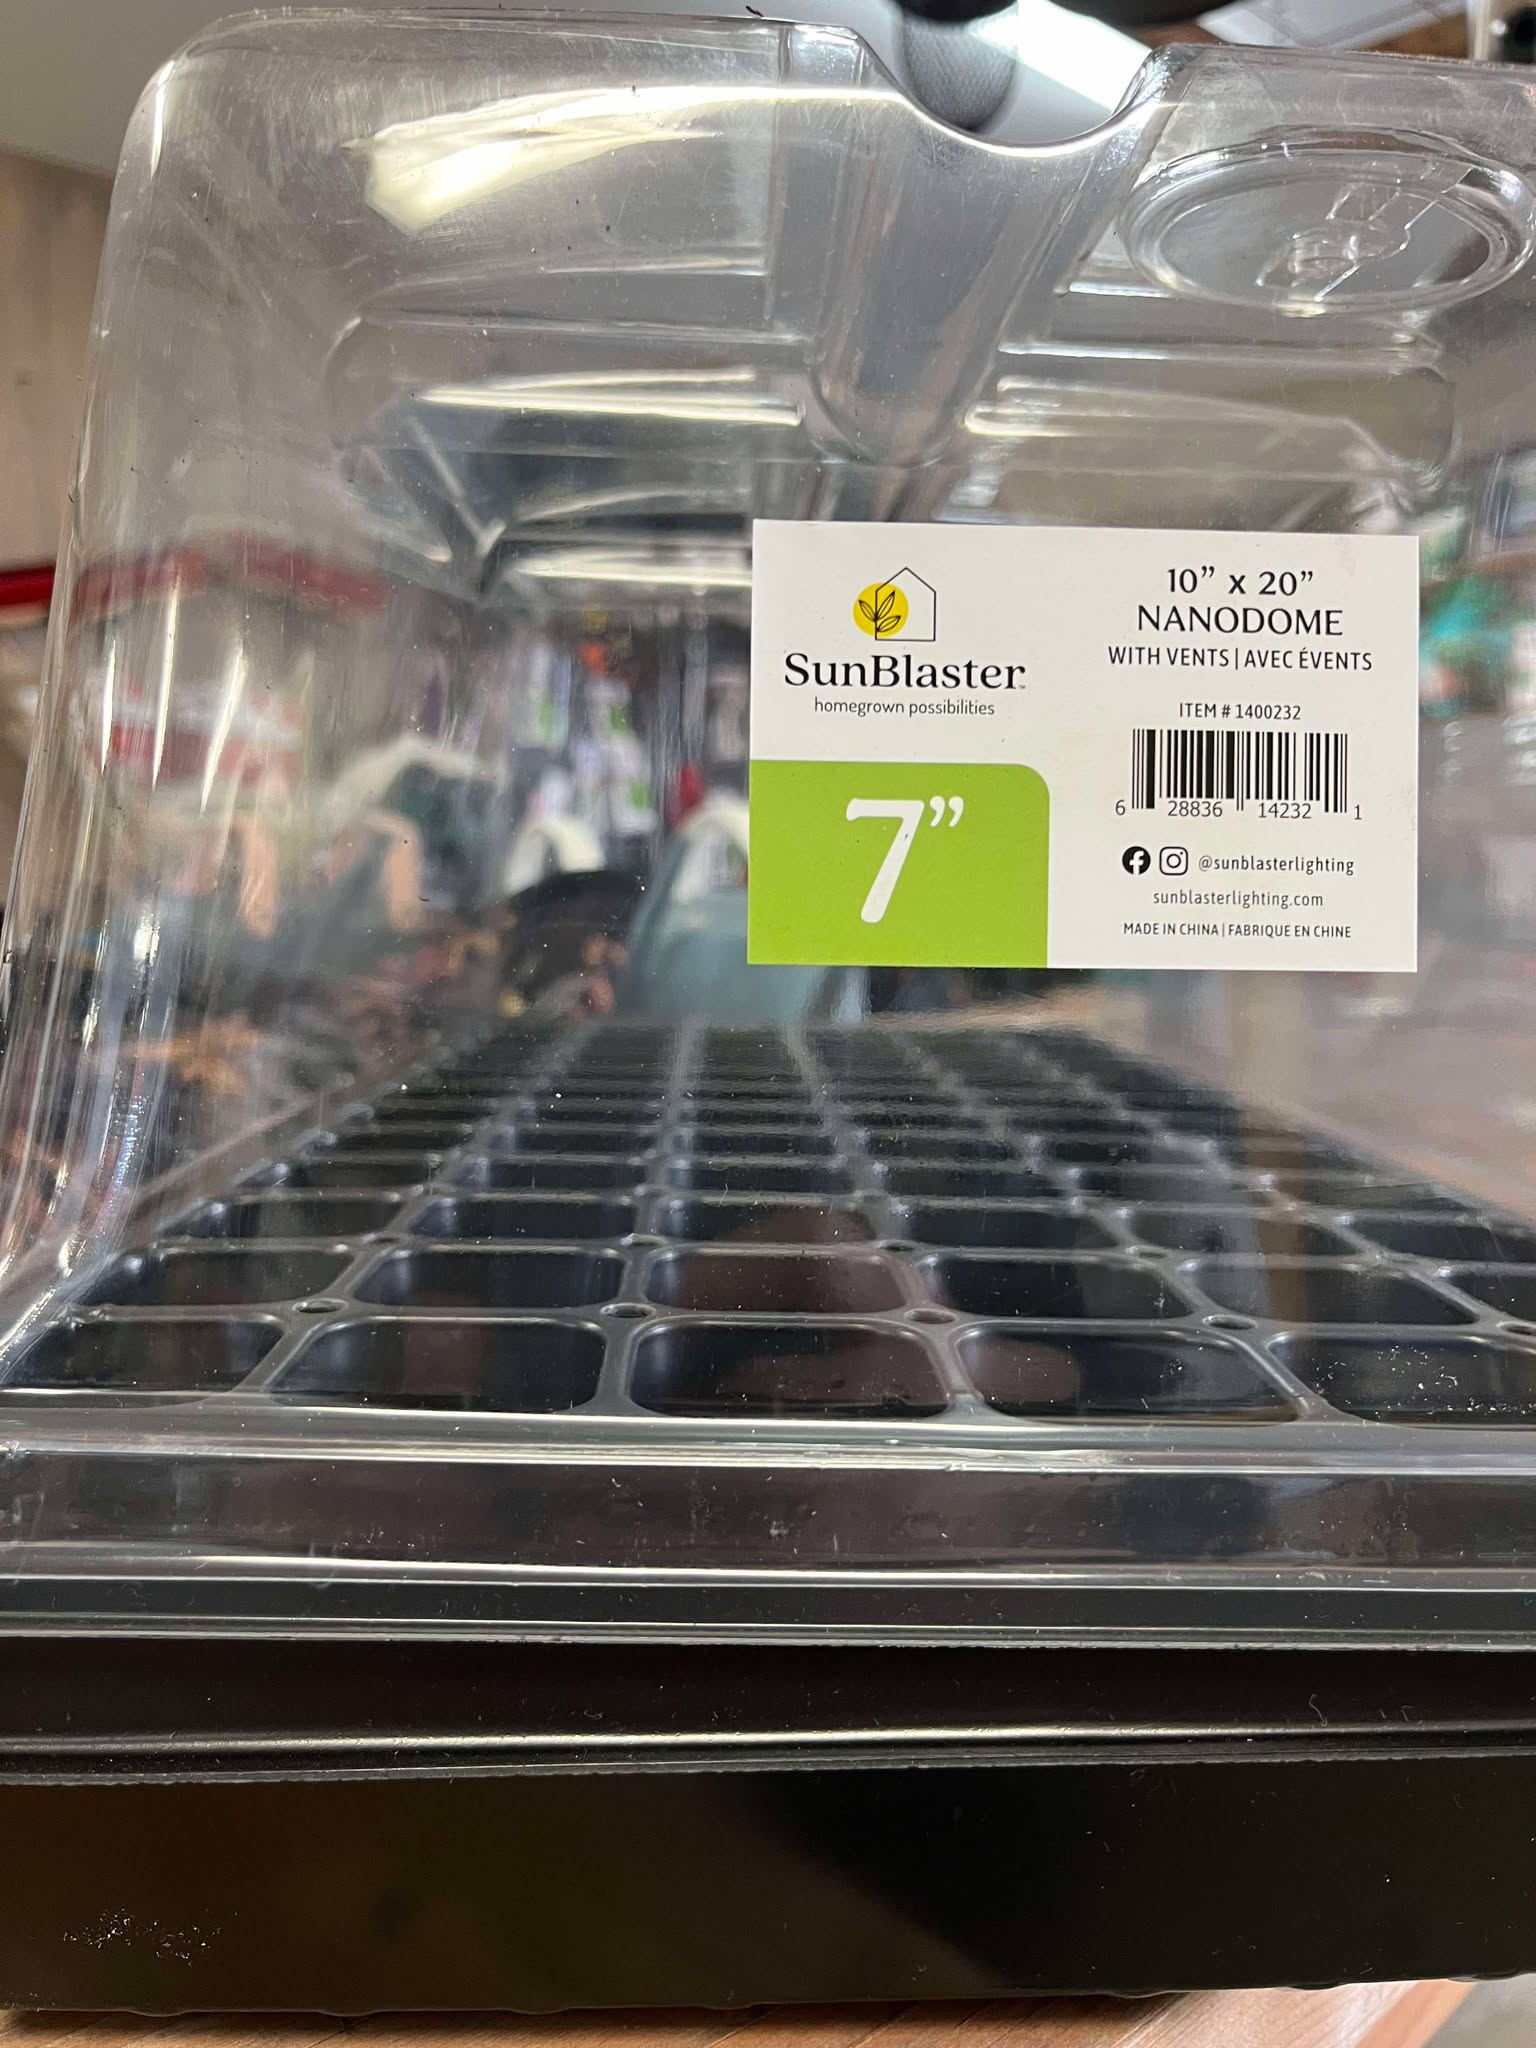 SunBlaster™
homegrown possibilities
7”
10” x 20”
NANODOME
WITH VENTS | AVEC ÉVENTS
ITEM # 1400232
6 28836 14232 1
@sunblasterlighting
sunblasterlighting.com
MADE IN CHINA | FABRIQUE EN CHINE